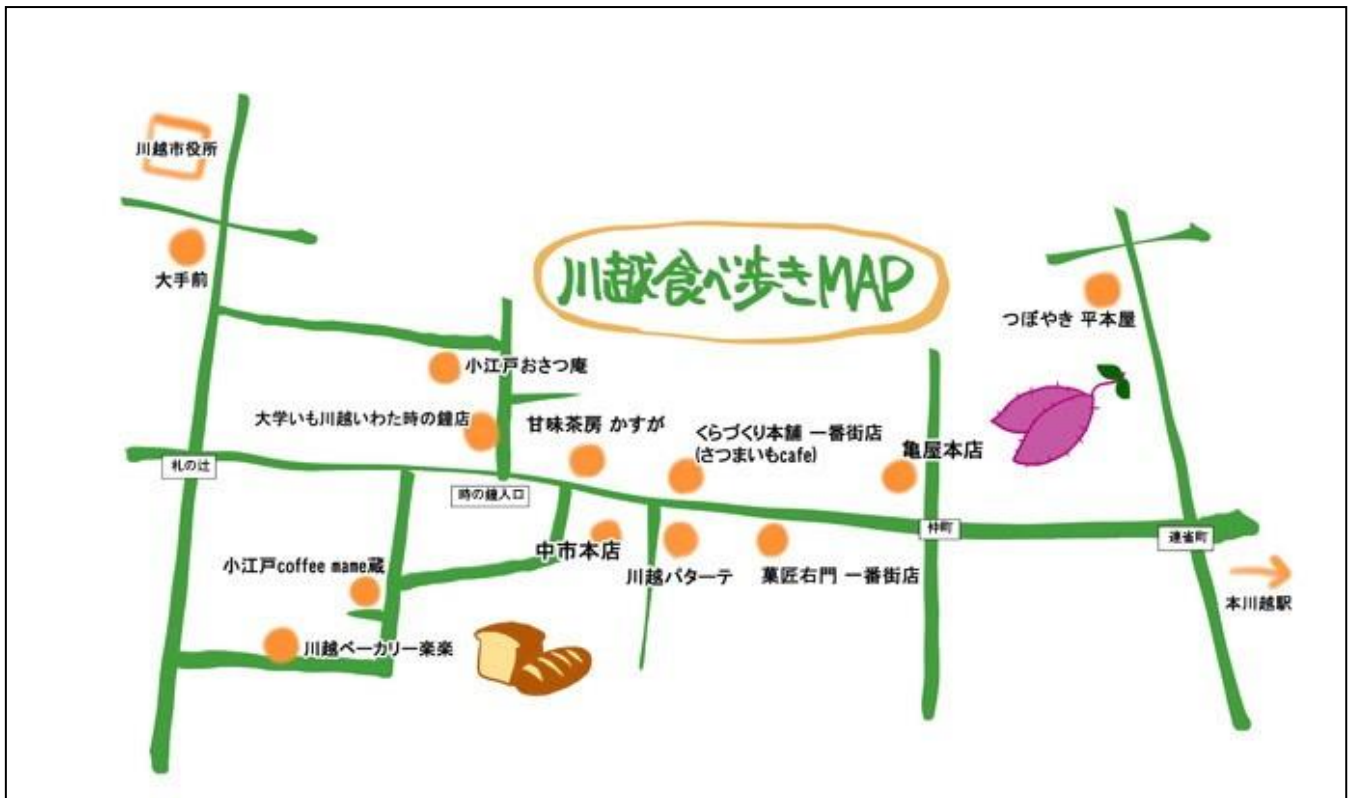 川越市役所
大手前
川越食べ歩きMAP
つぼやき 平本屋
小江戸おさつ庵
大学いも川越いわた時の鐘店
甘味茶房 かすが
くらづくり本舗 一番街店
(さつまいもcafe)
亀屋本店
札の辻
時の鐘入口
仲町
連雀町
中市本店
川越バターテ
菓匠右門 一番街店
小江戸coffee mame蔵
川越ベーカリー楽楽
本川越駅